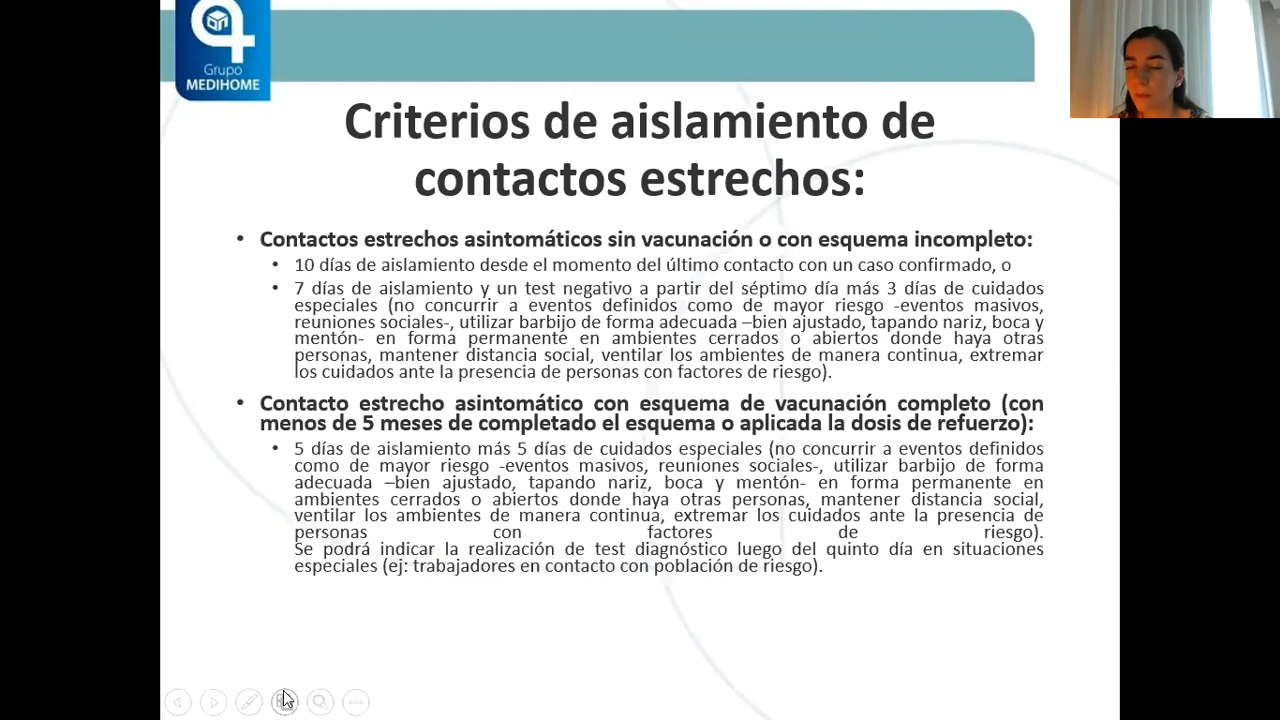 Grupo
MEDIHOME
Criterios de aislamiento de
contactos estrechos:
• Contactos estrechos asintomáticos sin vacunación o con esquema incompleto:
• 10 días de aislamiento desde el momento del último contacto con un caso confirmado, o
• 7 días de aislamiento y un test negativo a partir del séptimo día más 3 días de cuidados
especiales (no concurrir a eventos definidos como de mayor riesgo -eventos masivos,
reuniones sociales-, utilizar barbijo de forma adecuada –bien ajustado, tapando nariz, boca y
mentón- en forma permanente en ambientes cerrados o abiertos donde haya otras
personas, mantener distancia social, ventilar los ambientes de manera continua, extremar
los cuidados ante la presencia de personas con factores de riesgo).
• Contacto estrecho asintomático con esquema de vacunación completo (con
menos de 5 meses de completado el esquema o aplicada la dosis de refuerzo):
• 5 días de aislamiento más 5 días de cuidados especiales (no concurrir a eventos definidos
como de mayor riesgo -eventos masivos, reuniones sociales-, utilizar barbijo de forma
adecuada –bien ajustado, tapando nariz, boca y mentón- en forma permanente en
ambientes cerrados o abiertos donde haya otras personas, mantener distancia social,
ventilar los ambientes de manera continua, extremar los cuidados ante la presencia de
personas con factores de riesgo).
Se podrá indicar la realización de test diagnóstico luego del quinto día en situaciones
especiales (ej: trabajadores en contacto con población de riesgo).